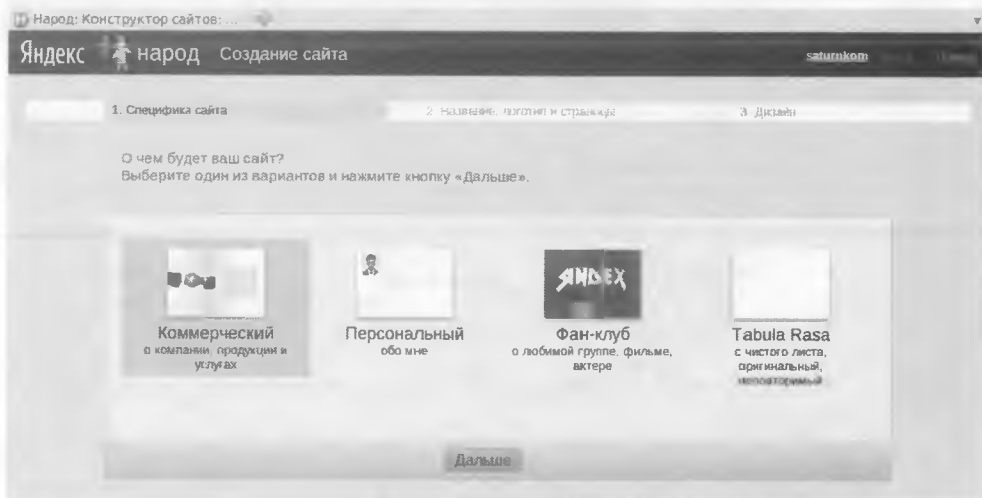 Народ: Конструктор сайтов: ...
Яндекс народ Создание сайта saturnkom
1. Специфика сайта 2. Название, логотип и страницы 3. Дизайн
О чем будет ваш сайт?
Выберите один из вариантов и нажмите кнопку «Дальше».
ЯНDEX
Коммерческий
о компании, продукции и
услугах
Персональный
обо мне
Фан-клуб
о любимой группе, фильме,
актере
Tabula Rasa
с чистого листа,
оригинальный,
неповторимый
Дальше